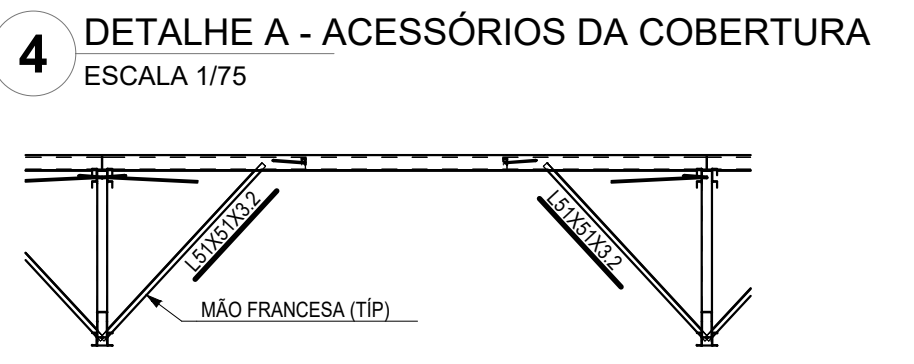 4
DETALHE A - ACESSÓRIOS DA COBERTURA
ESCALA 1/75
L51X51X3.2
L51X51X3.2
MÃO FRANCESA (TÍP)